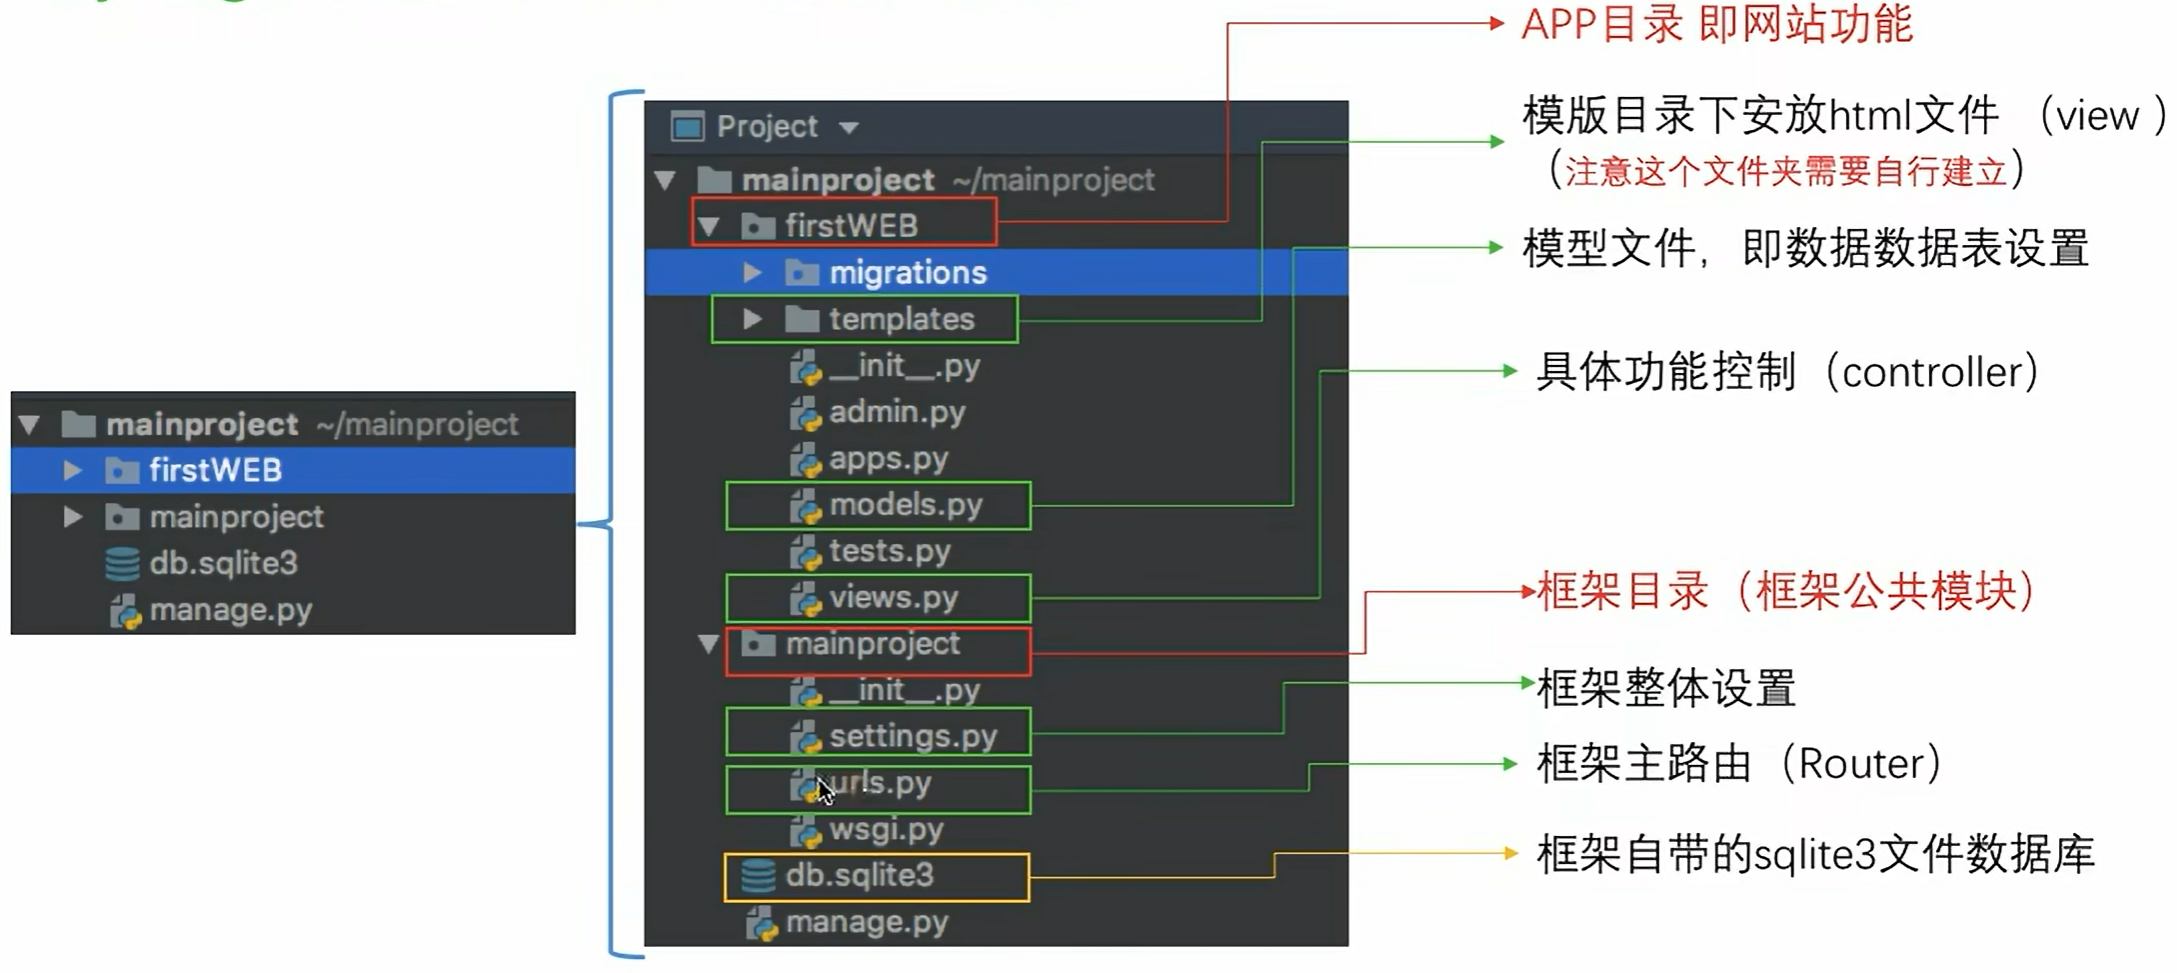 mainproject ~/mainproject
firstWEB
mainproject
db.sqlite3
manage.py
Project
mainproject ~/mainproject
firstWEB
migrations
templates
__init__.py
admin.py
apps.py
models.py
tests.py
views.py
mainproject
__init__.py
settings.py
urls.py
wsgi.py
db.sqlite3
manage.py
APP目录 即网站功能
模版目录下安放html文件 （view ）
（注意这个文件夹需要自行建立）
模型文件，即数据数据表设置
具体功能控制（controller）
框架目录（框架公共模块）
框架整体设置
框架主路由（Router）
框架自带的sqlite3文件数据库